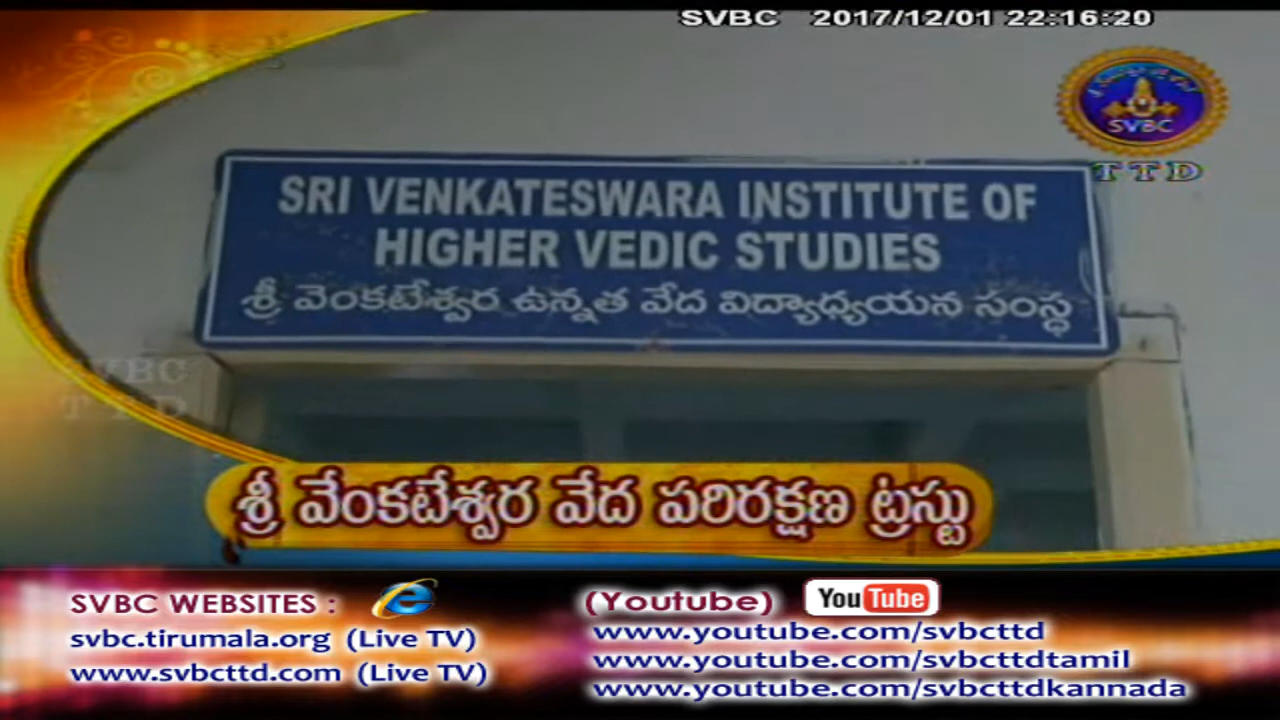 SVBC 2017/12/01 22:16:20
SVBC
TTD
SRI VENKATESWARA INSTITUTE OF
HIGHER VEDIC STUDIES
శ్రీ వెంకటేశ్వర ఉన్నత వేద విద్యాధ్యయన సంస్థ
SVBC
TTD
శ్రీ వేంకటేశ్వర వేద పరిరక్షణ ట్రస్టు
SVBC WEBSITES :
svbc.tirumala.org (Live TV)
www.svbcttd.com (Live TV)
(Youtube) YouTube
www.youtube.com/svbcttd
www.youtube.com/svbcttdtamil
www.youtube.com/svbcttdkannada